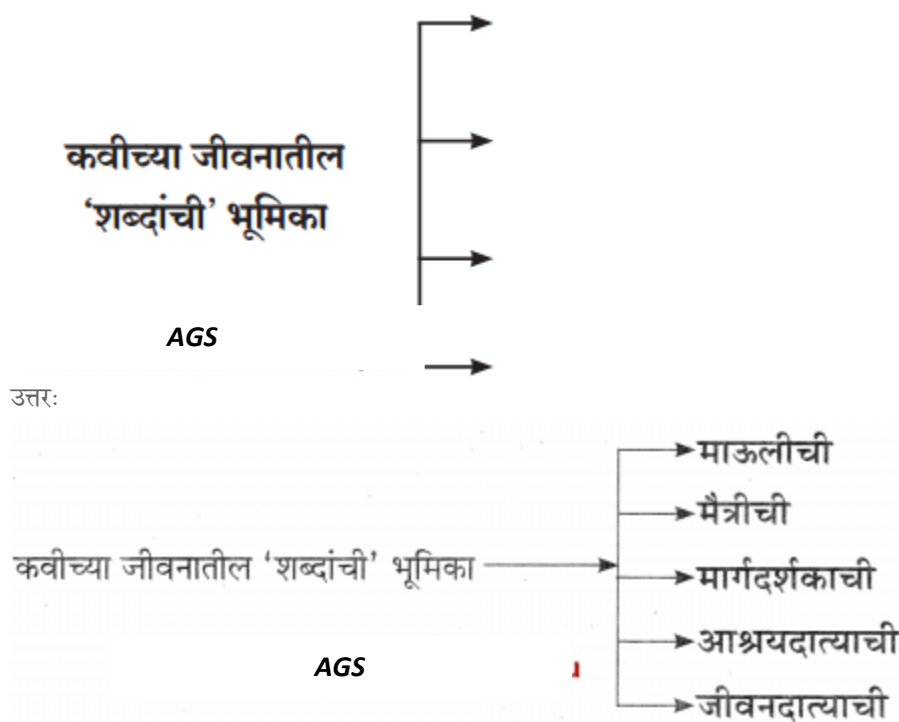 कवीच्या जीवनातील
‘शब्दांची’ भूमिका
AGS
उत्तर:
माऊलीची
मैत्रीची
कवीच्या जीवनातील ‘शब्दांची’ भूमिका
मार्गदर्शकाची
आश्रयदात्याची
AGS
जीवनदात्याची